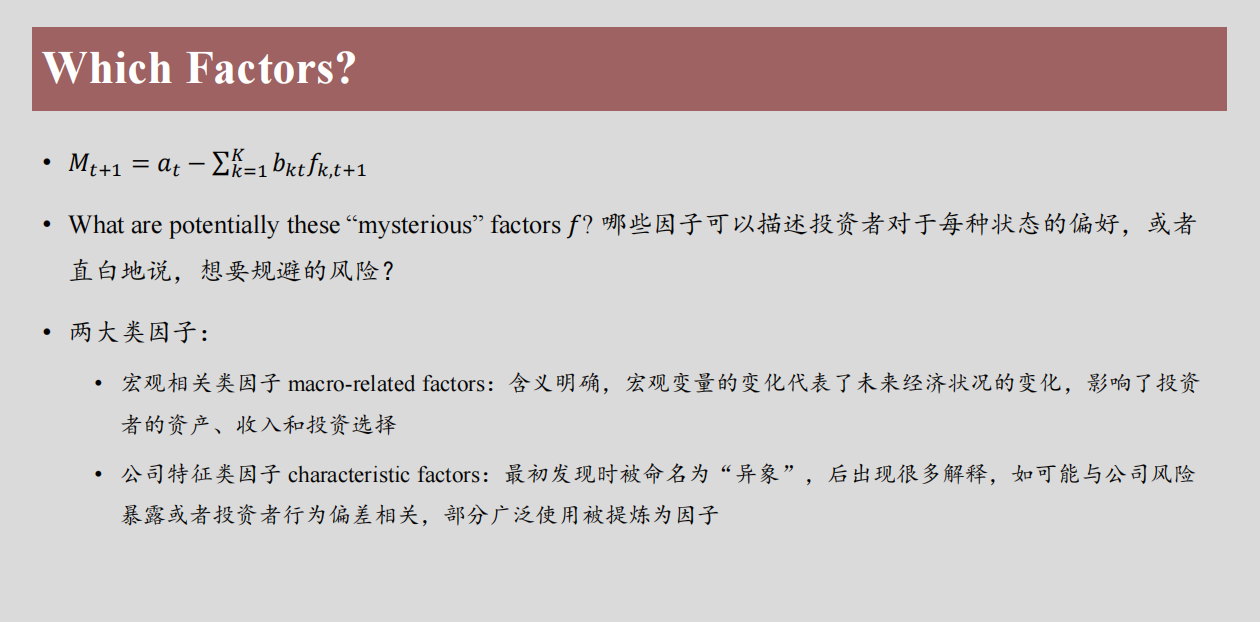 Which Factors?
• $M_{t+1} = a_t - \sum_{k=1}^{K} b_{kt} f_{k,t+1}$
• What are potentially these “mysterious” factors $f$? 哪些因子可以描述投资者对于每种状态的偏好，或者
直白地说，想要规避的风险？
• 两大类因子：
• 宏观相关类因子 macro-related factors：含义明确，宏观变量的变化代表了未来经济状况的变化，影响了投资
者的资产、收入和投资选择
• 公司特征类因子 characteristic factors：最初发现时被命名为“异象”，后出现很多解释，如可能与公司风险
暴露或者投资者行为偏差相关，部分广泛使用被提炼为因子